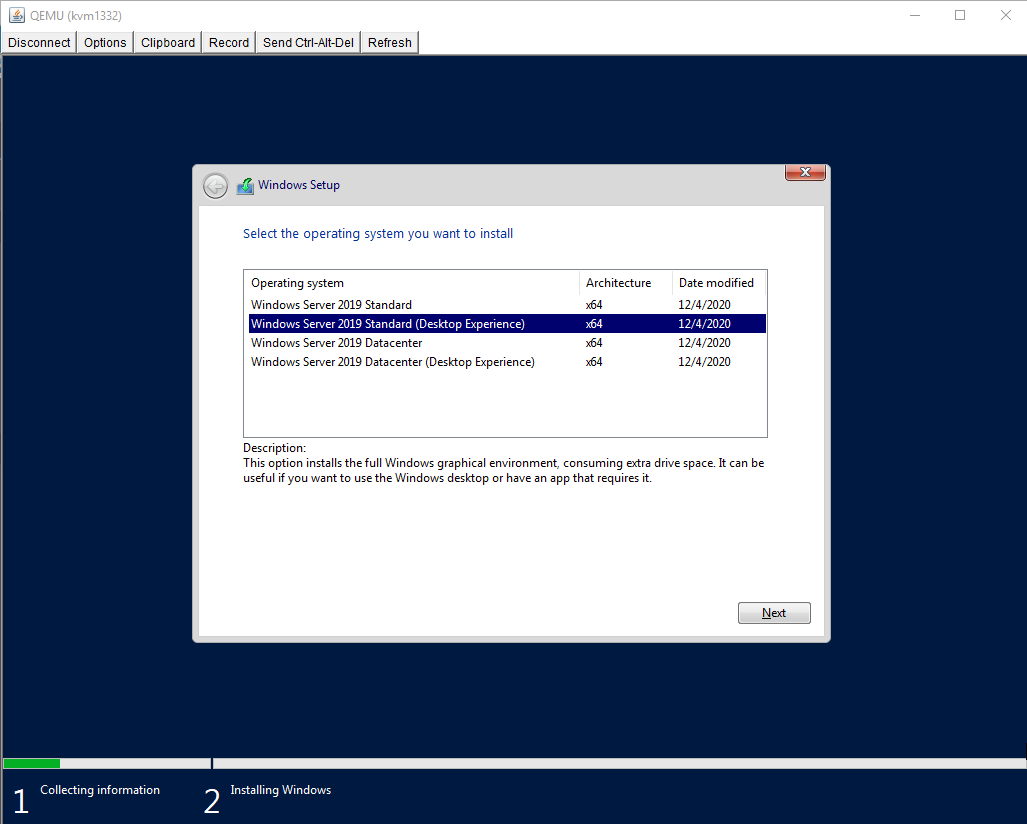 QEMU (kvm1332)
Disconnect Options Clipboard Record Send Ctrl-Alt-Del Refresh
Windows Setup
Select the operating system you want to install
Operating system Architecture Date modified
Windows Server 2019 Standard x64 12/4/2020
Windows Server 2019 Standard (Desktop Experience) x64 12/4/2020
Windows Server 2019 Datacenter x64 12/4/2020
Windows Server 2019 Datacenter (Desktop Experience) x64 12/4/2020
Description:
This option installs the full Windows graphical environment, consuming extra drive space. It can be
useful if you want to use the Windows desktop or have an app that requires it.
Next
1 Collecting information 2 Installing Windows